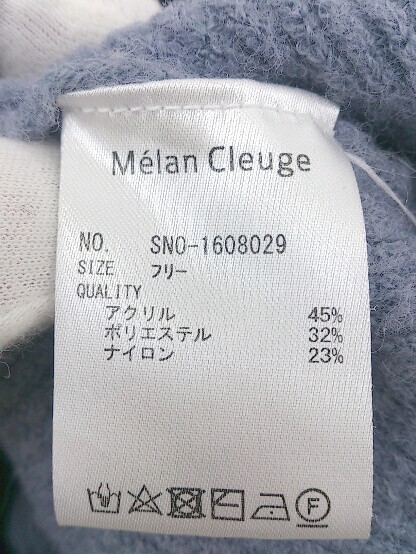 Mélan Cleuge
NO. SNO-1608029
SIZE フリー
QUALITY
アクリル 45%
ポリエステル 32%
ナイロン 23%
F